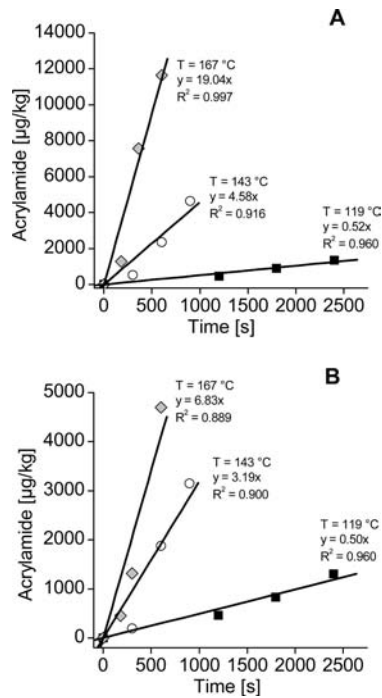 A
14000
T = 167 °C
y = 19.04x
R² = 0.997
12000
10000
8000
T = 143 °C
y = 4.58x
R² = 0.916
6000
4000
T = 119 °C
y = 0.52x
R² = 0.960
2000
0
Acrylamide [µg/kg]
0 500 1000 1500 2000 2500
Time [s]
B
5000
T = 167 °C
y = 6.83x
R² = 0.889
4000
T = 143 °C
y = 3.19x
R² = 0.900
3000
T = 119 °C
y = 0.50x
R² = 0.960
2000
1000
0
Acrylamide [µg/kg]
0 500 1000 1500 2000 2500
Time [s]